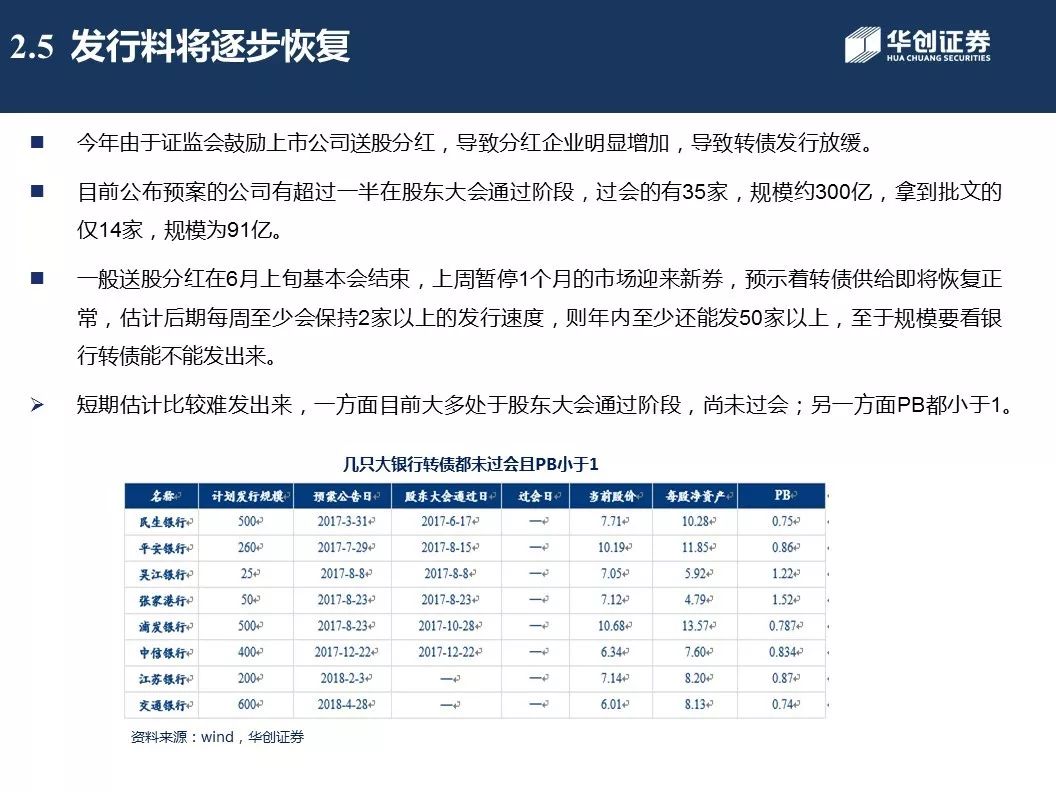 2.5 发行料将逐步恢复
华创证券
HUA CHUANG SECURITIES
■ 今年由于证监会鼓励上市公司送股分红，导致分红企业明显增加，导致转债发行放缓。
■ 目前公布预案的公司有超过一半在股东大会通过阶段，过会的有35家，规模约300亿，拿到批文的
仅14家，规模为91亿。
■ 一般送股分红在6月上旬基本会结束，上周暂停1个月的市场迎来新券，预示着转债供给即将恢复正
常，估计后期每周至少会保持2家以上的发行速度，则年内至少还能发50家以上，至于规模要看银
行转债能不能发出来。
➢ 短期估计比较难发出来，一方面目前大多处于股东大会通过阶段，尚未过会；另一方面PB都小于1。
几只大银行转债都未过会且PB小于1
名称 计划发行规模 预案公告日 股东大会通过日 过会日 当前股价 每股净资产 PB
民生银行 500 2017-3-31 2017-6-17 — 7.71 10.28 0.75
平安银行 260 2017-7-29 2017-8-15 — 10.19 11.85 0.86
吴江银行 25 2017-8-8 2017-8-8 — 7.05 5.92 1.22
张家港行 50 2017-8-23 2017-8-23 — 7.12 4.79 1.52
浦发银行 500 2017-8-23 2017-10-28 — 10.68 13.57 0.787
中信银行 400 2017-12-22 2017-12-22 — 6.34 7.60 0.834
江苏银行 200 2018-2-3 — — 7.14 8.20 0.87
交通银行 600 2018-4-28 — — 6.01 8.13 0.74
资料来源：wind，华创证券